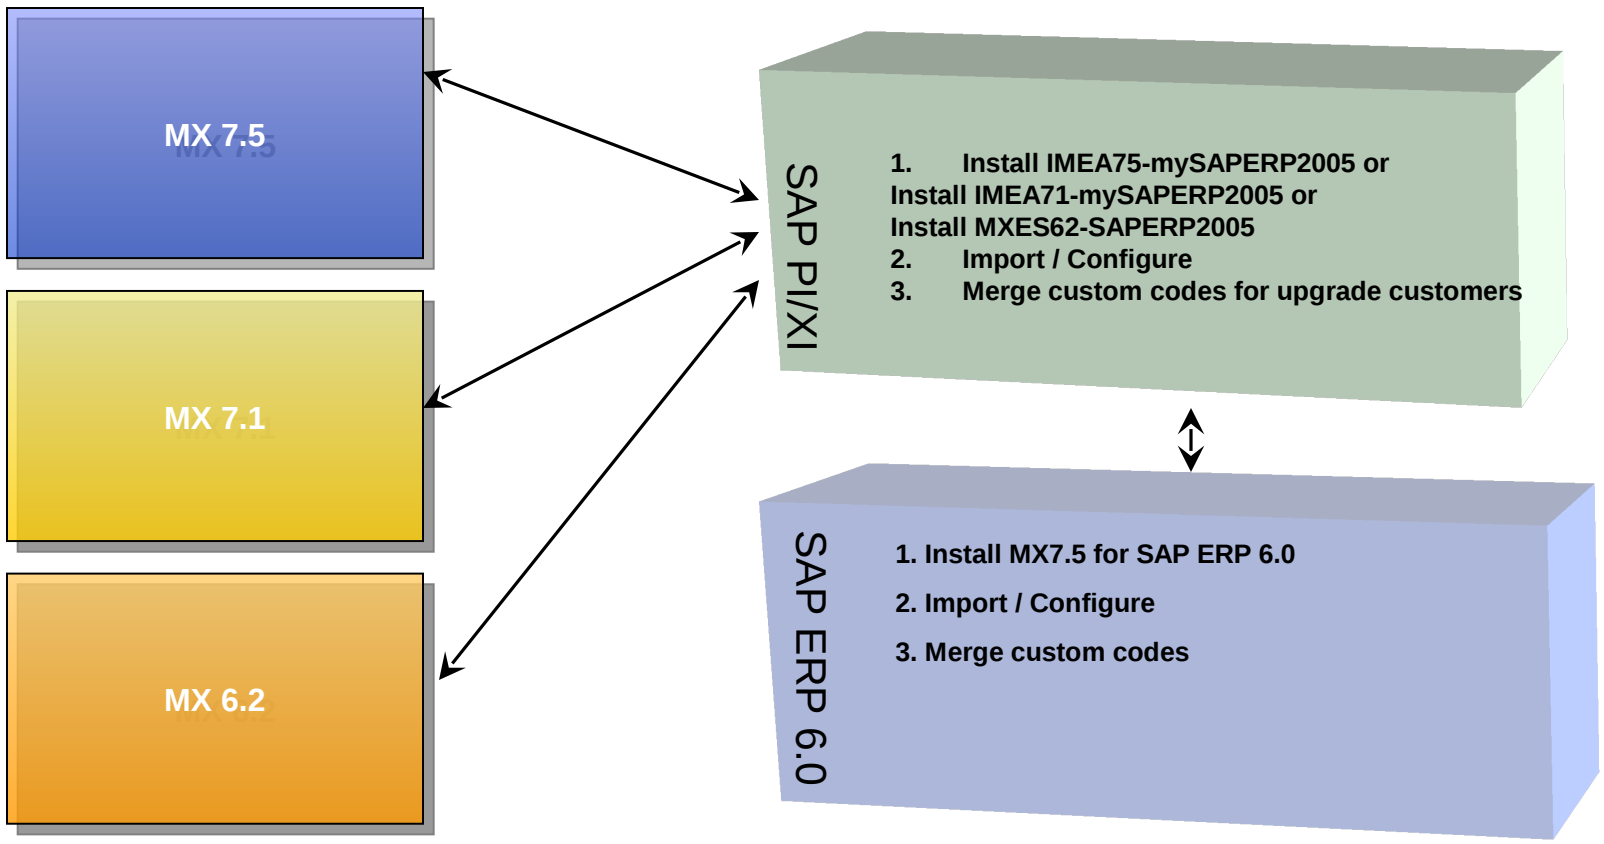 MX 7.5
MX 7.1
MX 6.2
SAP PI/XI
1. Install IMEA75-mySAPERP2005 or
Install IMEA71-mySAPERP2005 or
Install MXES62-SAPERP2005
2. Import / Configure
3. Merge custom codes for upgrade customers
SAP ERP 6.0
1. Install MX7.5 for SAP ERP 6.0
2. Import / Configure
3. Merge custom codes